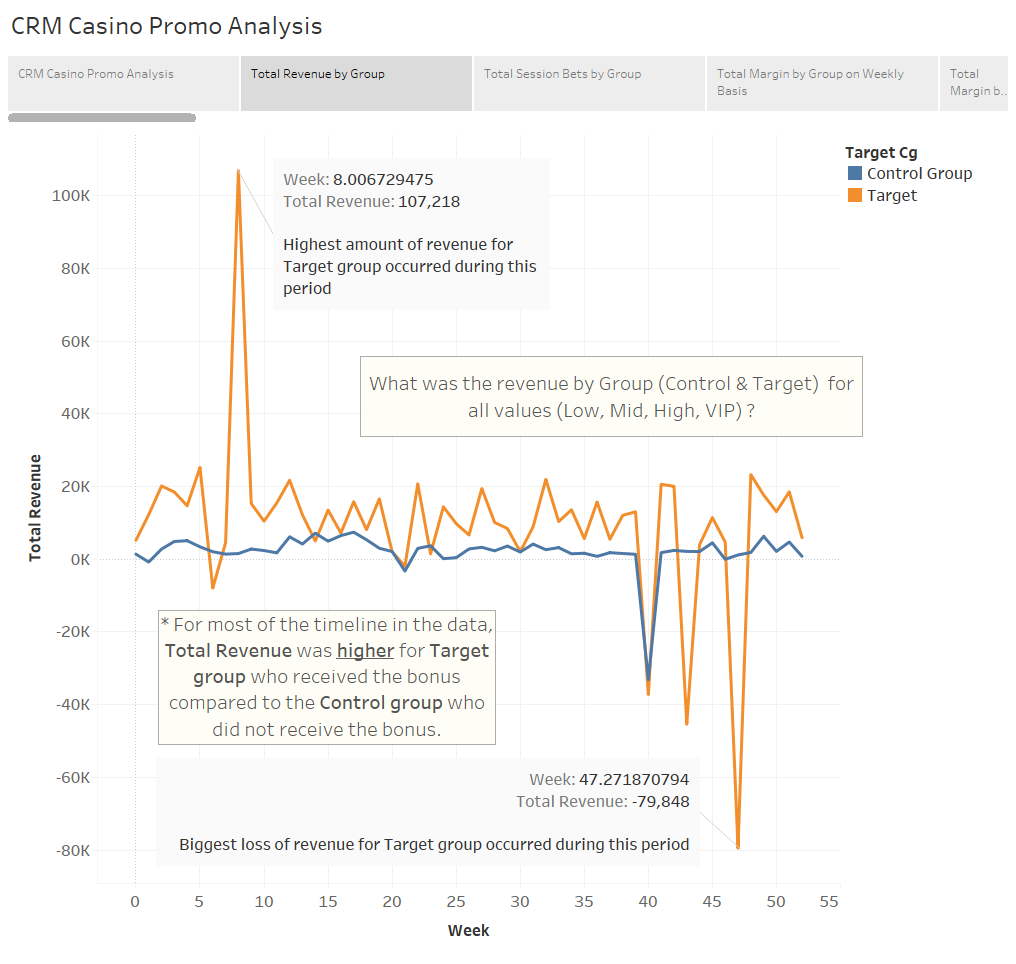 CRM Casino Promo Analysis
CRM Casino Promo Analysis
Total Revenue by Group
Total Session Bets by Group
Total Margin by Group on Weekly
Basis
Total
Margin b..
Target Cg
Control Group
Target
Week: 8.006729475
Total Revenue: 107,218
Highest amount of revenue for
Target group occurred during this
period
What was the revenue by Group (Control & Target)  for
all values (Low, Mid, High, VIP) ?
Total Revenue
100K
80K
60K
40K
20K
0K
-20K
-40K
-60K
-80K
* For most of the timeline in the data,
Total Revenue was higher for Target
group who received the bonus
compared to the Control group who
did not receive the bonus.
Week: 47.271870794
Total Revenue: -79,848
Biggest loss of revenue for Target group occurred during this period
0 5 10 15 20 25 30 35 40 45 50 55
Week